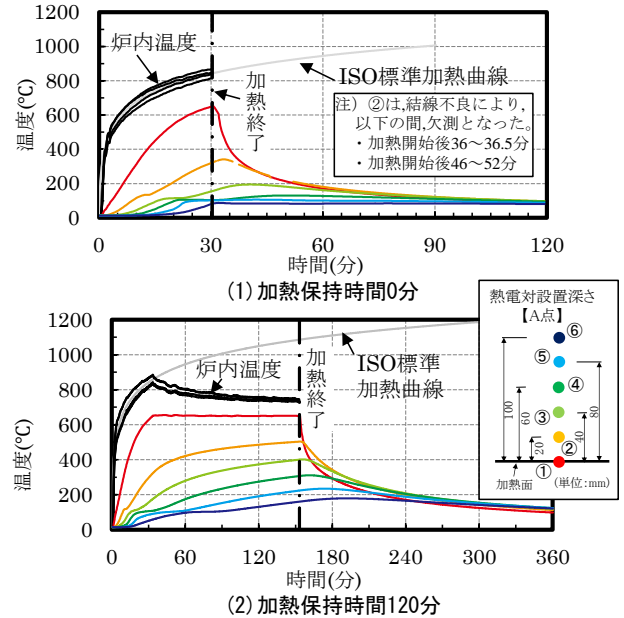 1200
1000
800
600
400
200
0
温度(℃)
炉内温度
加熱終了
ISO標準加熱曲線
注）②は,結線不良により,
以下の間,欠測となった。
・加熱開始後36～36.5分
・加熱開始後46～52分
0 30 60 90 120
時間(分)
(1)加熱保持時間0分
1200
1000
800
600
400
200
0
温度(℃)
炉内温度
加熱終了
ISO標準
加熱曲線
0 60 120 180 240 300 360
時間(分)
(2)加熱保持時間120分
熱電対設置深さ
【A点】
⑥
⑤
④
③
②
①
100
60
20
40
80
加熱面
(単位:mm)